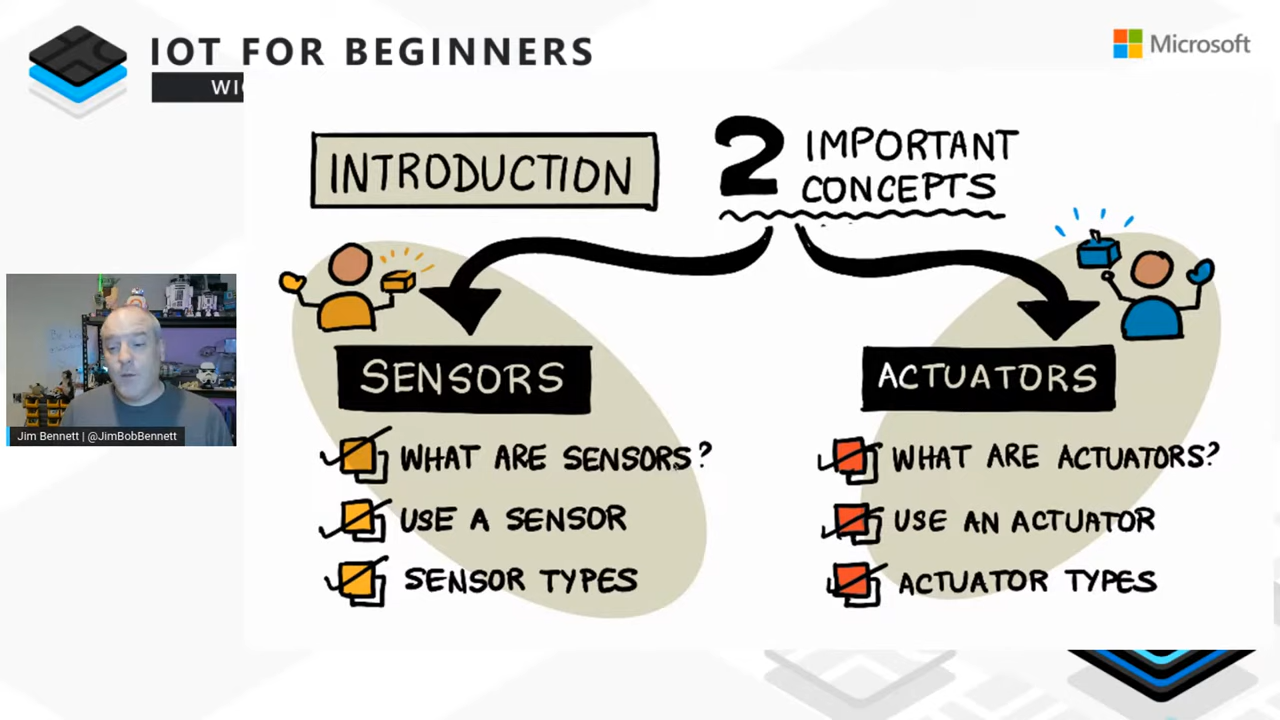 IOT FOR BEGINNERS
Microsoft
INTRODUCTION
2 IMPORTANT
CONCEPTS
SENSORS
WHAT ARE SENSORS?
USE A SENSOR
SENSOR TYPES
ACTUATORS
WHAT ARE ACTUATORS?
USE AN ACTUATOR
ACTUATOR TYPES
Jim Bennett | @JimBobBennett